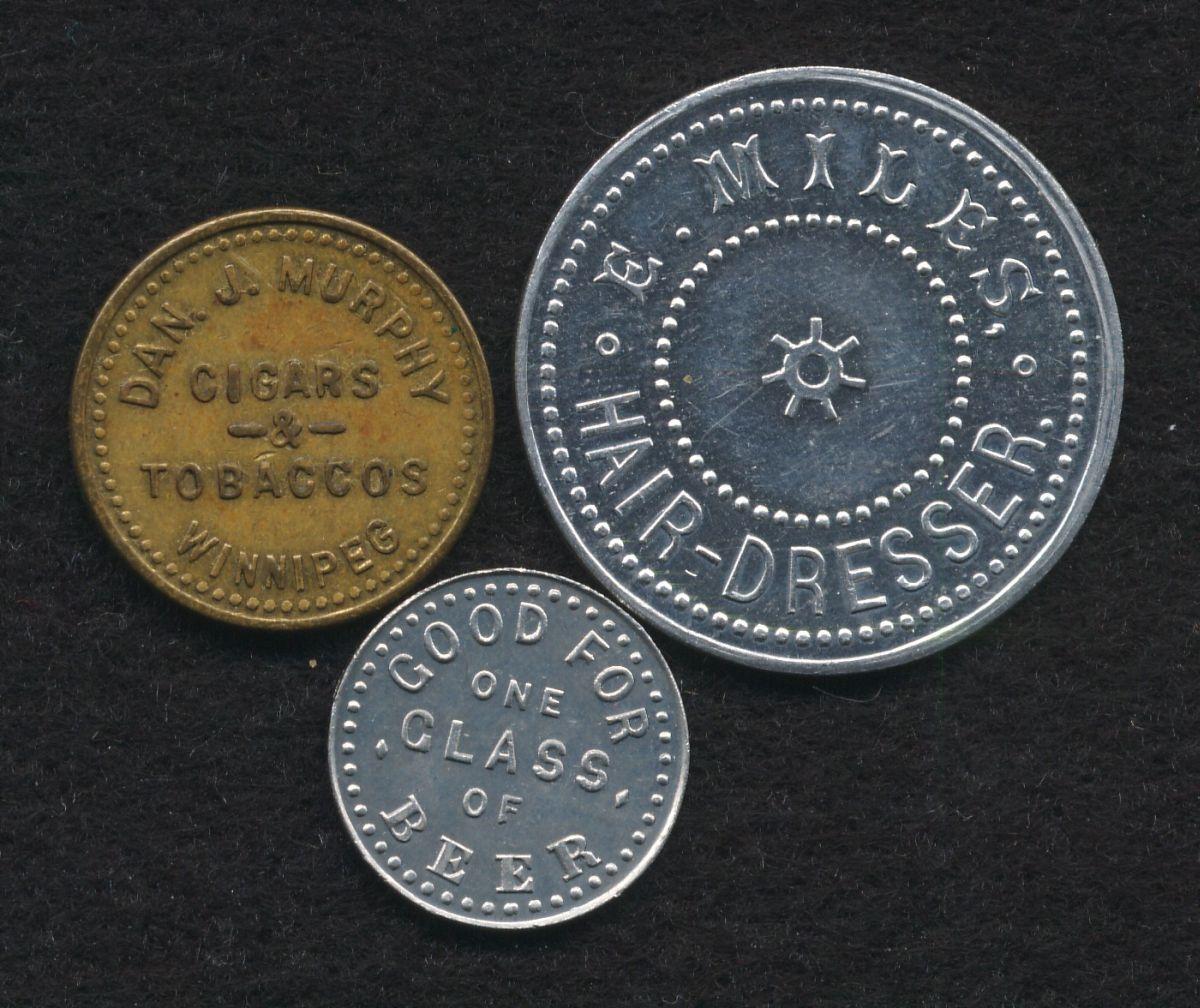 DAN. J. MURPHY
CIGARS
-&-
TOBACCOS
WINNIPEG
E. MILES,
HAIR-DRESSER.
GOOD FOR
ONE
GLASS
OF
BEER